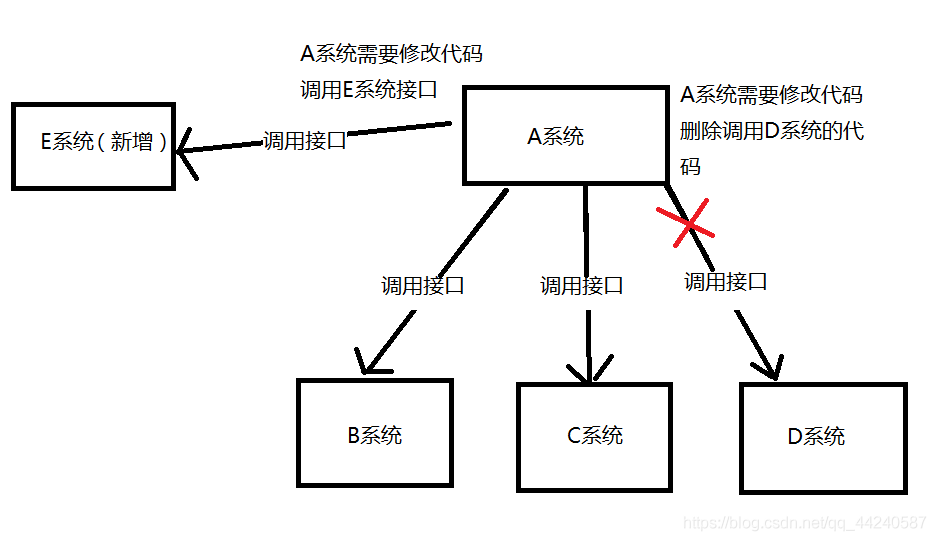 A系统需要修改代码
调用E系统接口
A系统需要修改代码
删除调用D系统的代
码
E系统（新增）
调用接口
A系统
调用接口
调用接口
调用接口
B系统
C系统
D系统
https://blog.csdn.net/qq_44240587